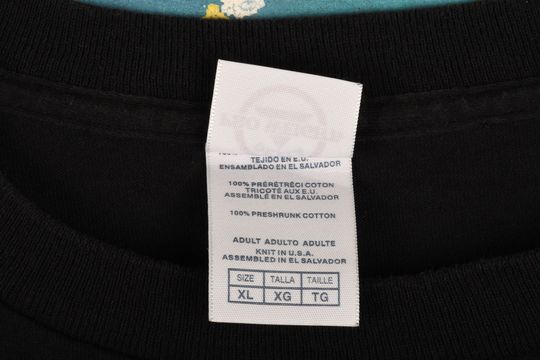 TEJIDO EN E.U.
ENSAMBLADO EN EL SALVADOR
100% PRÉRÉTRÉCI COTON
TRICOTÉ AUX E.U.
ASSEMBLÉ EN EL SALVADOR
100% PRESHRUNK COTTON
ADULT ADULTO ADULTE
KNIT IN U.S.A.
ASSEMBLED IN EL SALVADOR
SIZE TALLA TAILLE
XL XG TG